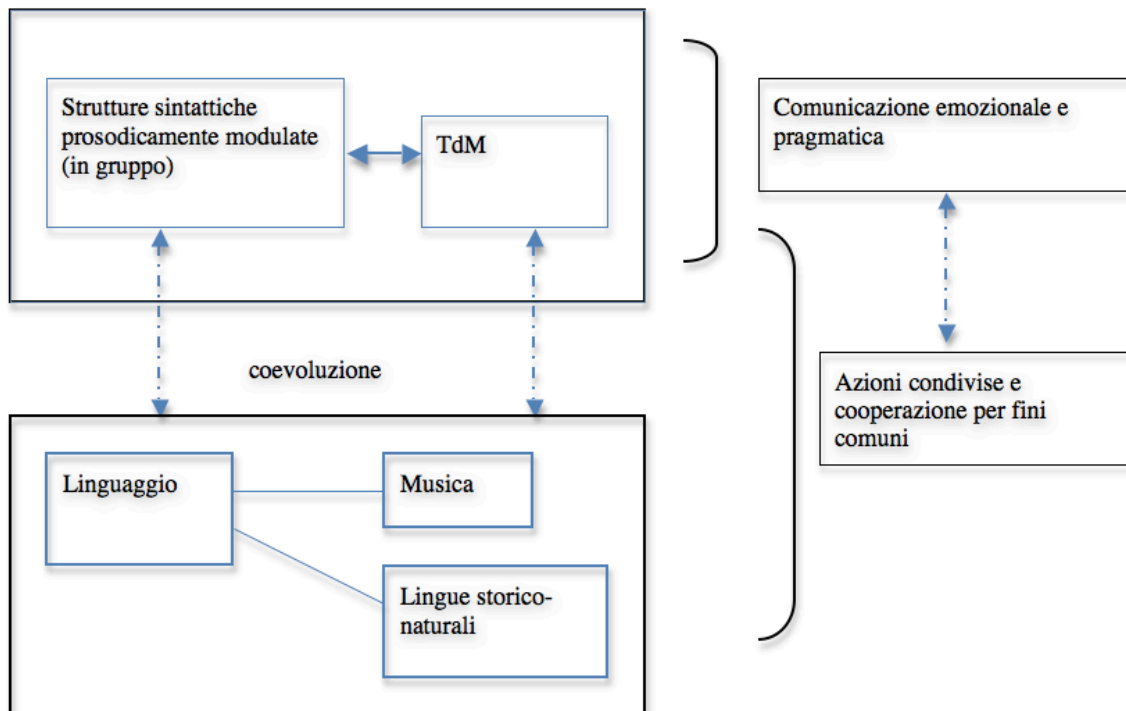 Strutture sintattiche
prosodicamente modulate
(in gruppo)
TdM
Comunicazione emozionale e
pragmatica
coevoluzione
Azioni condivise e
cooperazione per fini
comuni
Linguaggio
Musica
Lingue storico-
naturali